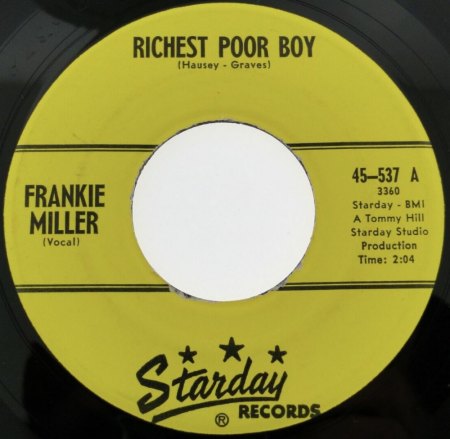 RICHEST POOR BOY
(Hausey - Graves)
FRANKIE
MILLER
(Vocal)
45—537 A
3360
Starday - BMI
A Tommy Hill
Starday Studio
Production
Time: 2:04
Starday
® RECORDS